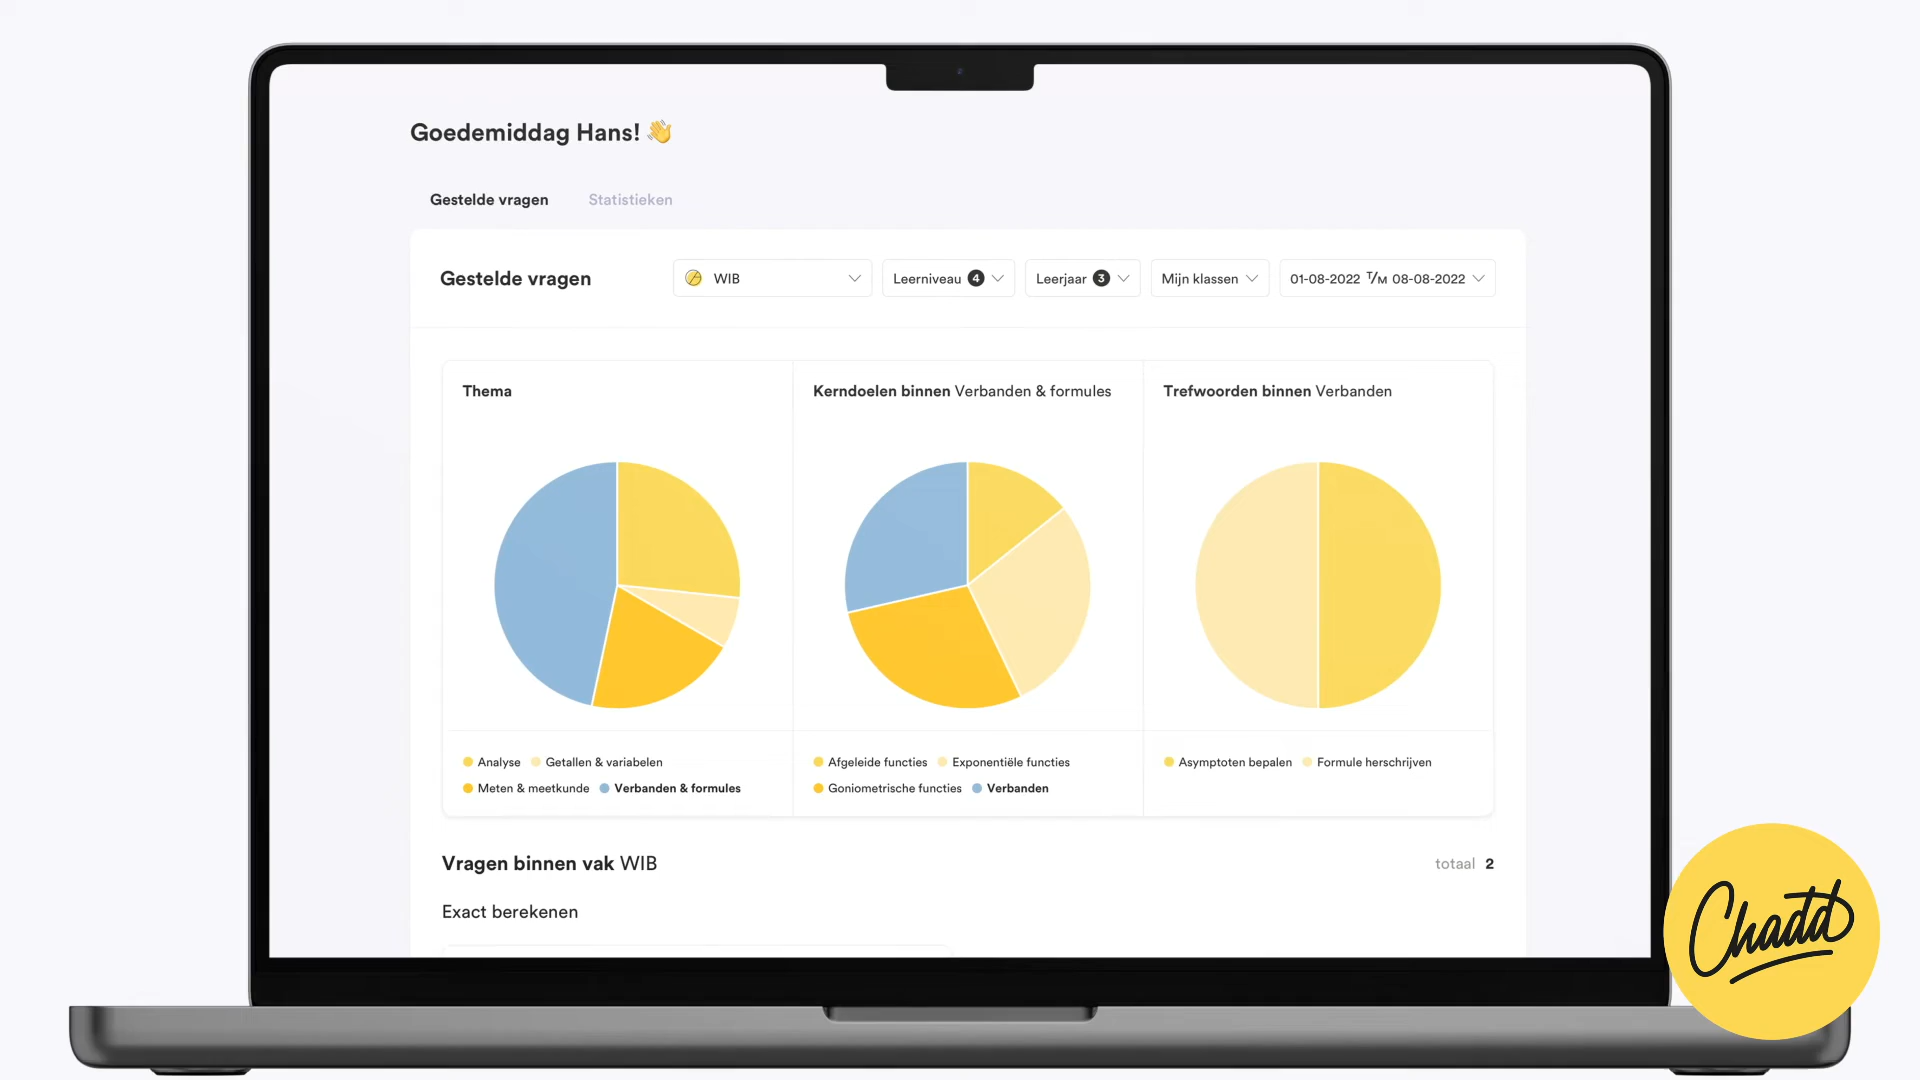 Goedemiddag Hans! 👋
Gestelde vragen Statistieken
Gestelde vragen WIB Leerniveau 4 Leerjaar 3 Mijn klassen 01-08-2022 T/M 08-08-2022
Thema Kerndoelen binnen Verbanden & formules Trefwoorden binnen Verbanden
Analyse Getallen & variabelen Afgeleide functies Exponentiële functies Asymptoten bepalen Formule herschrijven
Meten & meetkunde Verbanden & formules Goniometrische functies Verbanden
Vragen binnen vak WIB totaal 2
Exact berekenen
Chadd